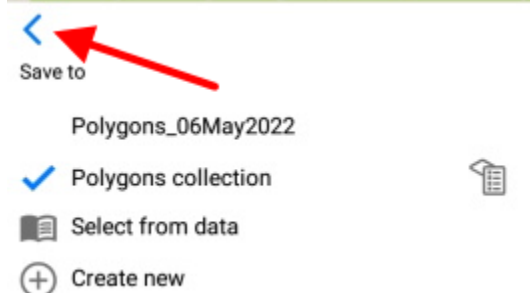 Save to
Polygons_06May2022
Polygons collection
Select from data
Create new